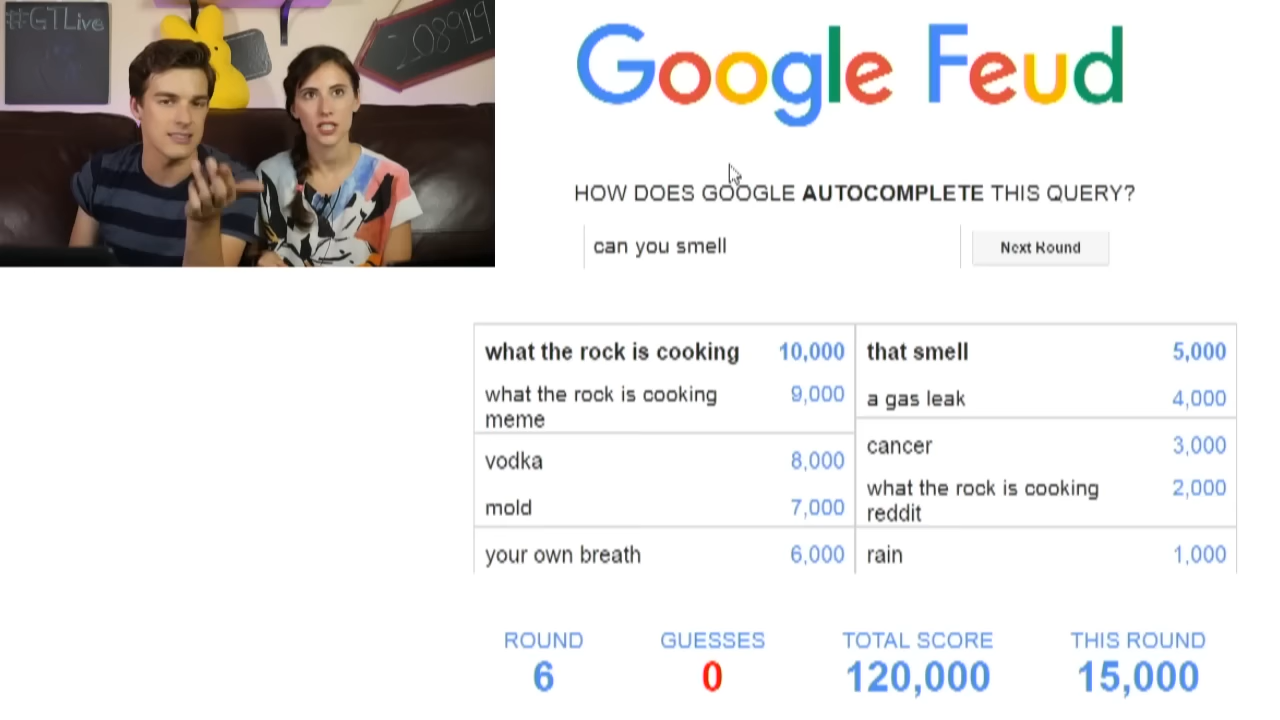 #GTLive
208919
Google Feud
HOW DOES GOOGLE AUTOCOMPLETE THIS QUERY?
can you smell
Next Round
what the rock is cooking 10,000
what the rock is cooking
meme 9,000
vodka 8,000
mold 7,000
your own breath 6,000
that smell 5,000
a gas leak 4,000
cancer 3,000
what the rock is cooking
reddit 2,000
rain 1,000
ROUND GUESSES TOTAL SCORE THIS ROUND
6 0 120,000 15,000